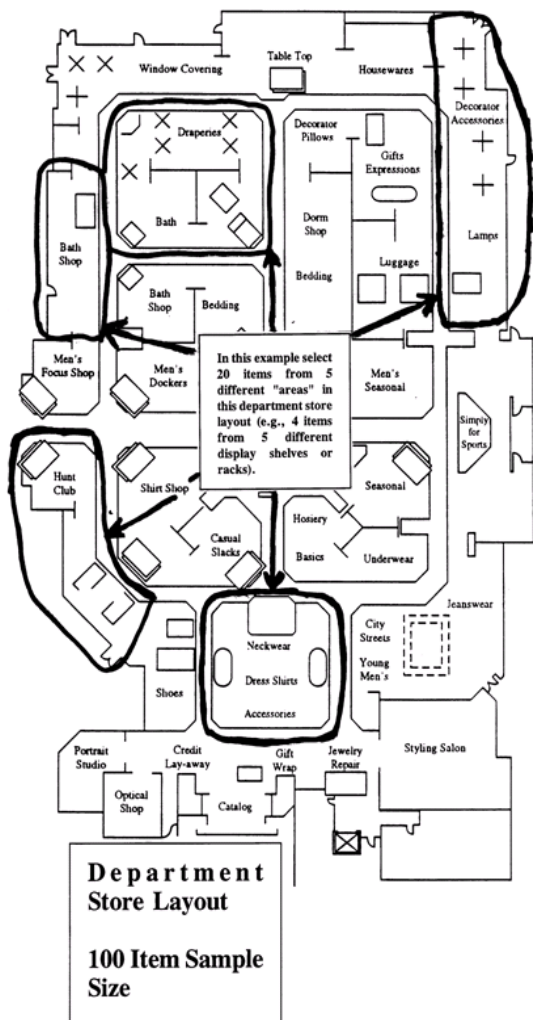 Window Covering
Table Top
Housewares
Decorator
Accessories
Draperies
Decorator
Pillows
Gifts
Expressions
Bath
Dorm
Shop
Lamps
Bath
Shop
Bedding
Luggage
Bath
Shop
Bedding
Men's
Focus Shop
Men's
Dockers
In this example select
20 items from 5
different "areas" in
this department store
layout (e.g., 4 items
from 5 different
display shelves or
racks).
Men's
Seasonal
Simply
for
Sports
Hunt
Club
Shirt Shop
Seasonal
Hosiery
Casual
Slacks
Basics
Underwear
Jeanswear
City
Streets
Young
Men's
Neckwear
Dress Shirts
Accessories
Shoes
Portrait
Studio
Credit
Lay-away
Gift
Wrap
Jewelry
Repair
Styling Salon
Optical
Shop
Catalog
Department
Store Layout
100 Item Sample
Size